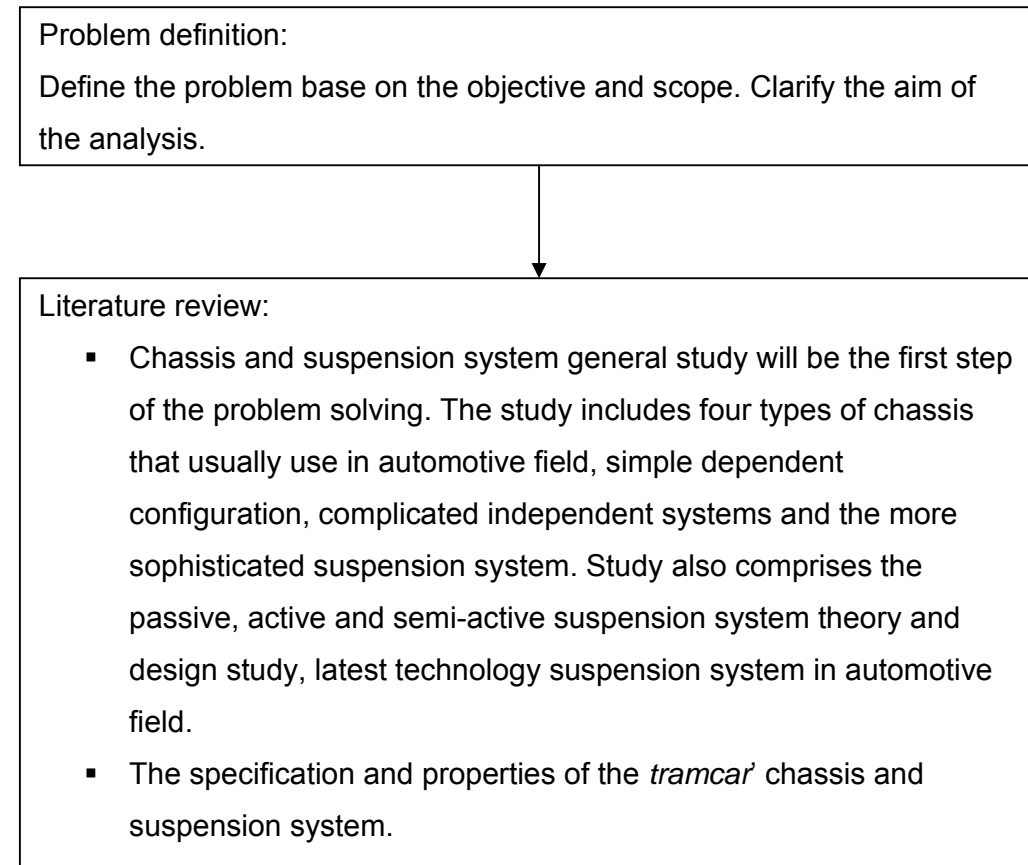 Problem definition:
Define the problem base on the objective and scope. Clarify the aim of
the analysis.
Literature review:
▪ Chassis and suspension system general study will be the first step
of the problem solving. The study includes four types of chassis
that usually use in automotive field, simple dependent
configuration, complicated independent systems and the more
sophisticated suspension system. Study also comprises the
passive, active and semi-active suspension system theory and
design study, latest technology suspension system in automotive
field.
▪ The specification and properties of the tramcar' chassis and
suspension system.